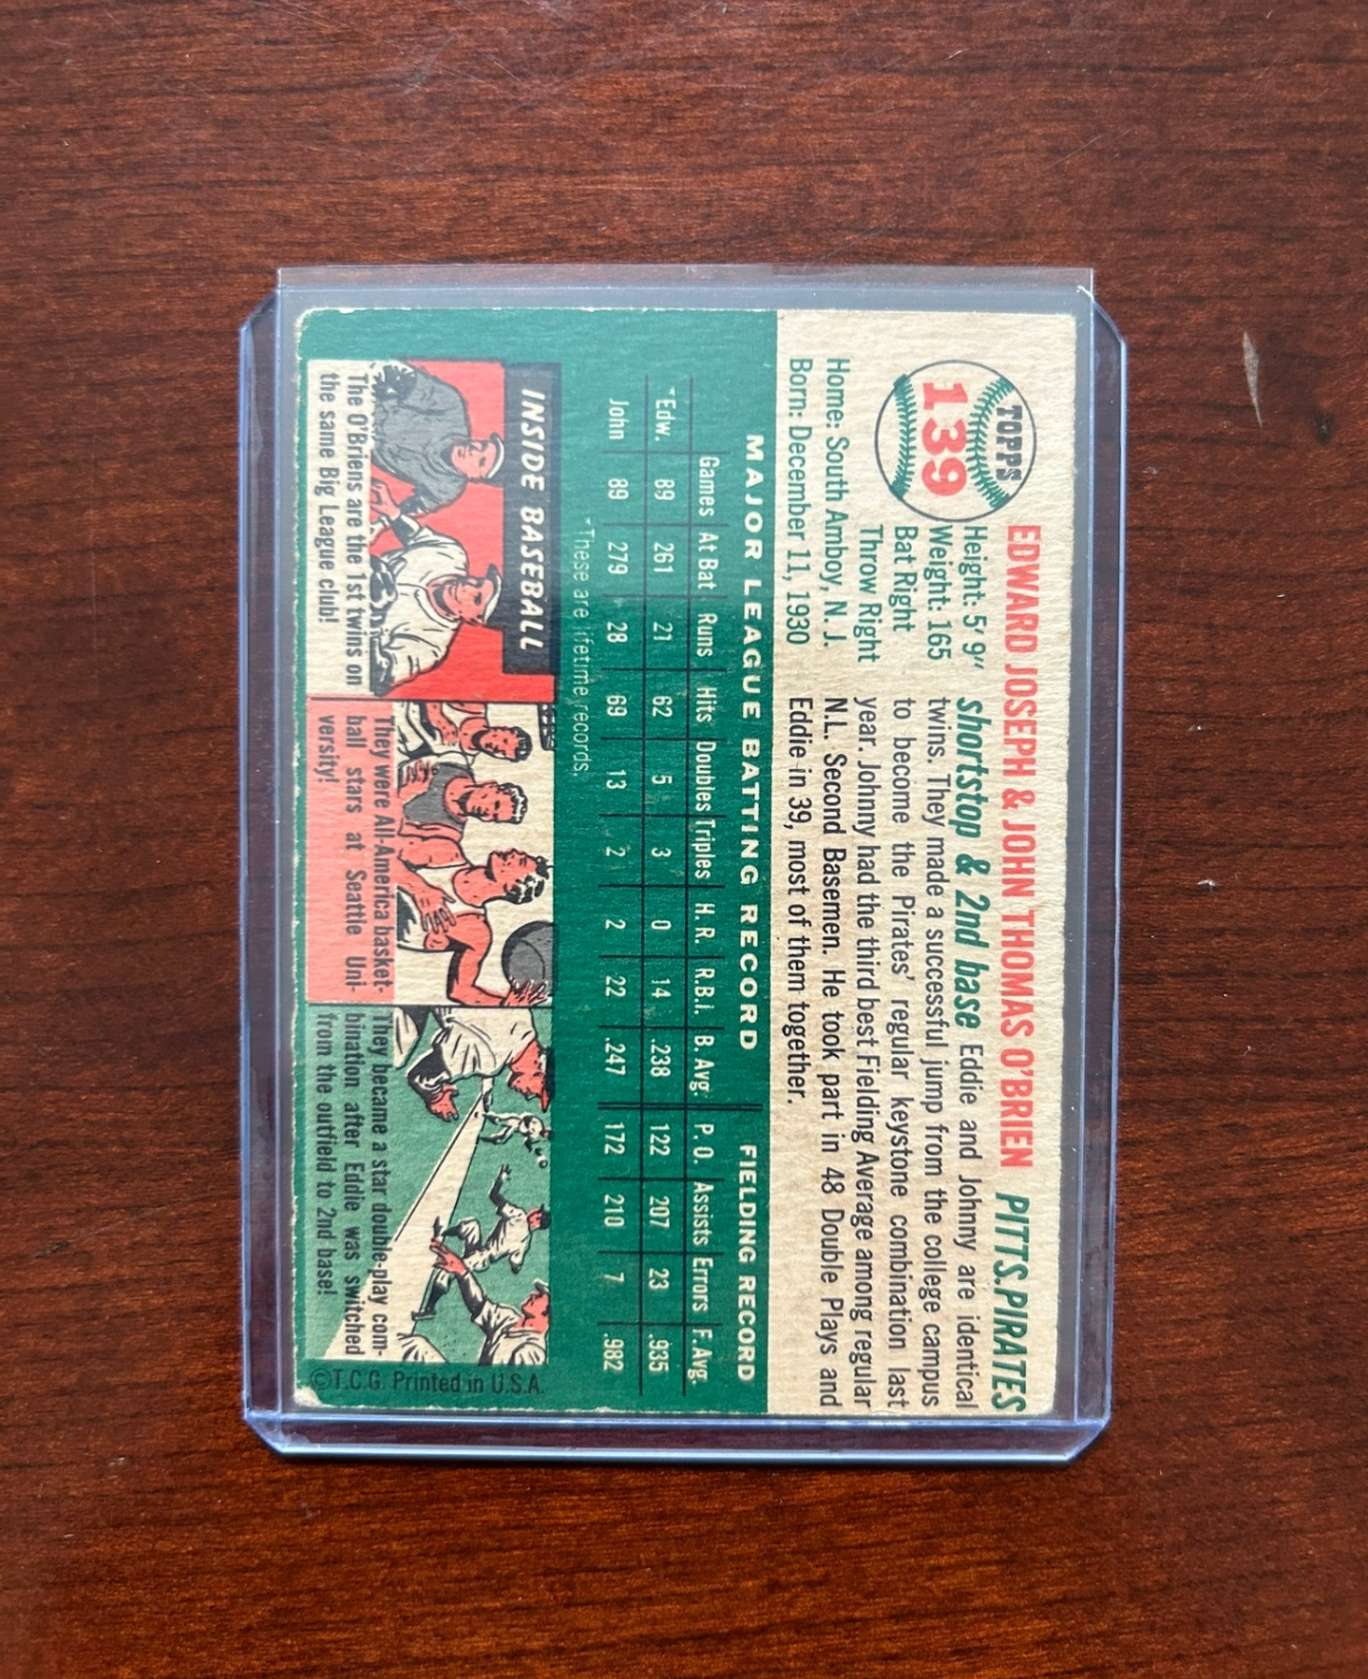 TOPPS
139
EDWARD JOSEPH & JOHN THOMAS O'BRIEN PITTS.PIRATES
Height: 5' 9"
Weight: 165
Bat Right
Throw Right
Home: South Amboy, N. J.
Born: December 11, 1930
shortstop & 2nd base Eddie and Johnny are identical
twins. They made a successful jump from the college campus
to become the Pirates' regular keystone combination last
year. Johnny had the third best Fielding Average among regular
N.L. Second Basemen. He took part in 48 Double Plays and
Eddie in 39, most of them together.
MAJOR LEAGUE BATTING RECORD FIELDING RECORD
Games At Bat Runs Hits Doubles Triples H. R. R.B.I. B. Avg. P. O. Assists Errors F. Avg.
*Edw. 89 261 21 62 5 3 0 14 .238 122 207 23 .935
John 89 279 28 69 13 2 2 22 .247 172 210 7 .982
*These are lifetime records.
INSIDE BASEBALL
The O'Briens are the 1st twins on
the same Big League club!
They were All-America basket-
ball stars at Seattle Uni-
versity!
They became a star double-play com-
bination after Eddie was switched
from the outfield to 2nd base!
©T.C.G. Printed in U.S.A.